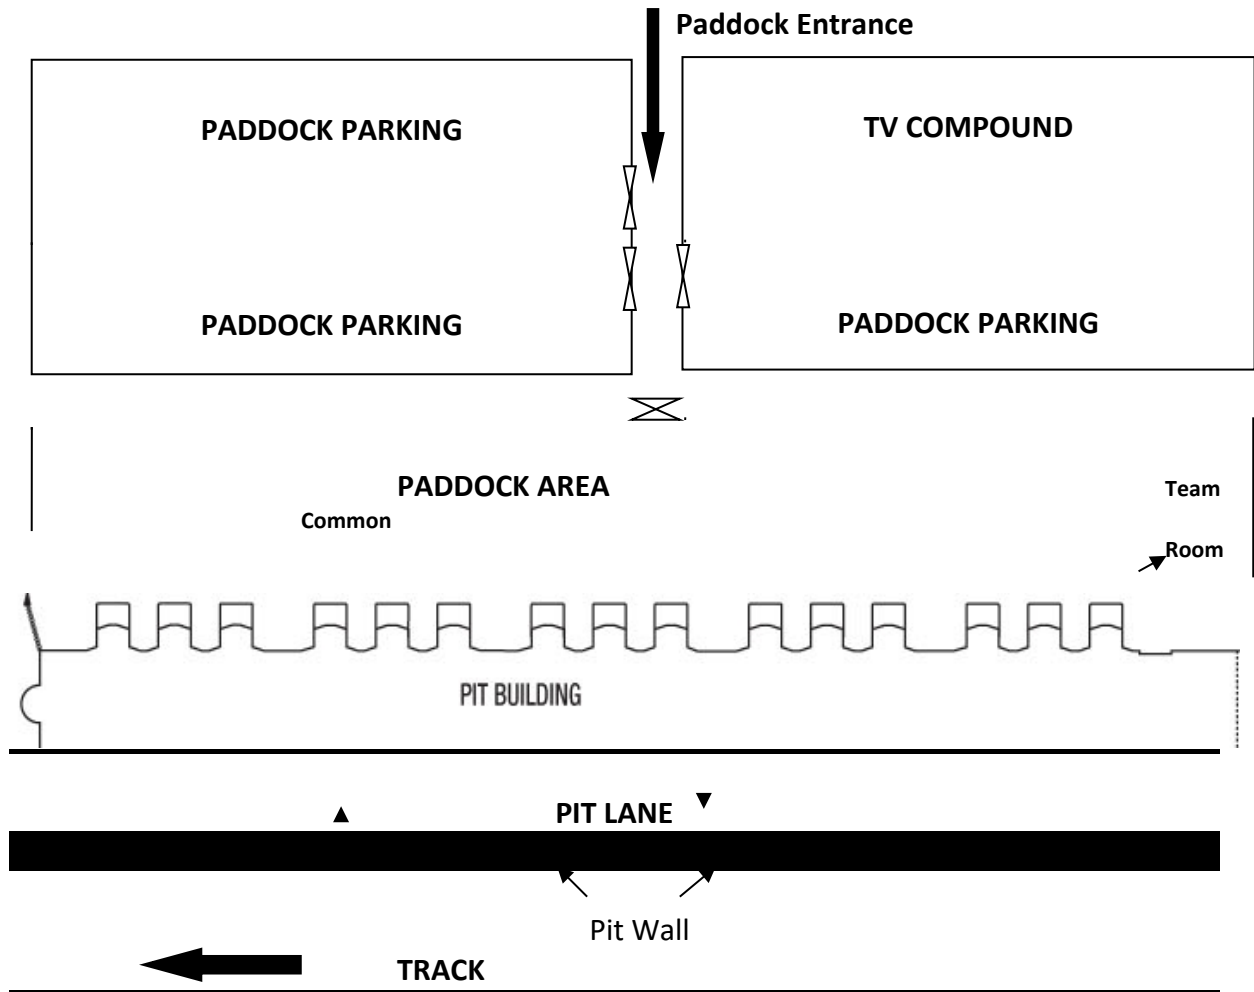 Paddock Entrance
PADDOCK PARKING
TV COMPOUND
PADDOCK PARKING
PADDOCK PARKING
PADDOCK AREA
Common
Team
Room
PIT BUILDING
PIT LANE
Pit Wall
TRACK